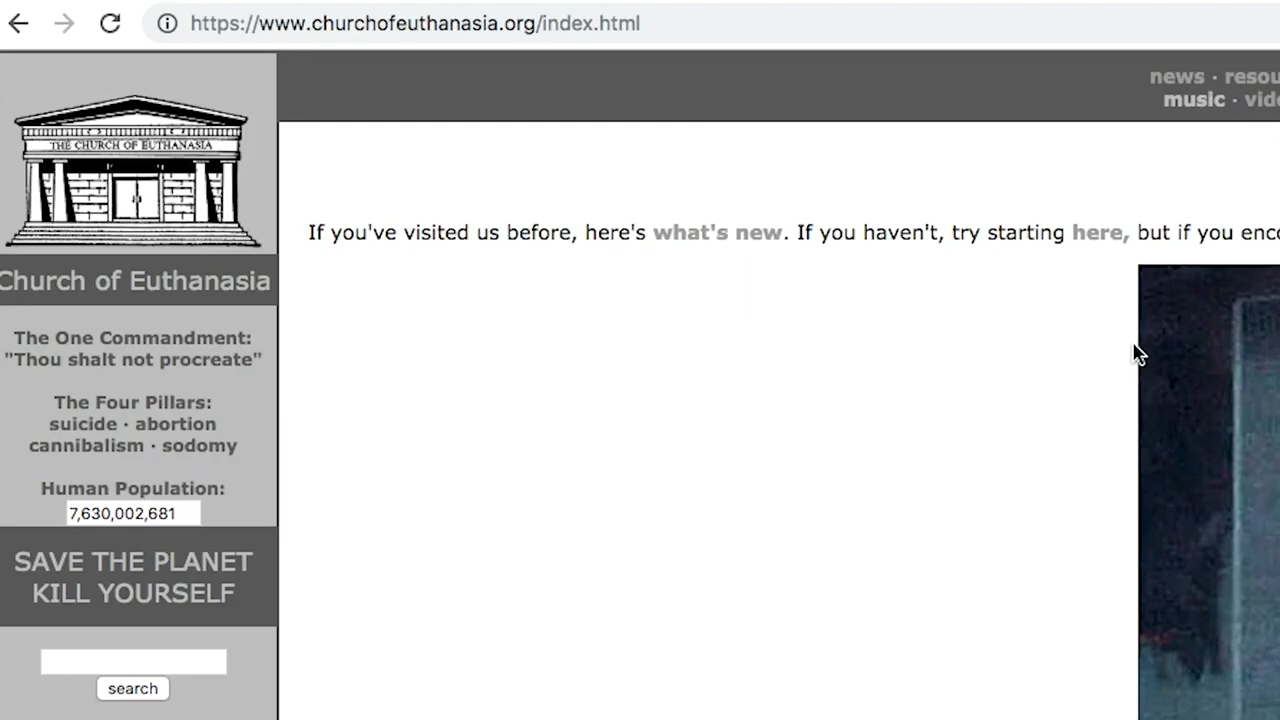 https://www.churchofeuthanasia.org/index.html
news · resou
music · vid
THE CHURCH OF EUTHANASIA
If you've visited us before, here's what's new. If you haven't, try starting here, but if you enc
Church of Euthanasia
The One Commandment:
"Thou shalt not procreate"
The Four Pillars:
suicide · abortion
cannibalism · sodomy
Human Population:
7,630,002,681
SAVE THE PLANET
KILL YOURSELF
search